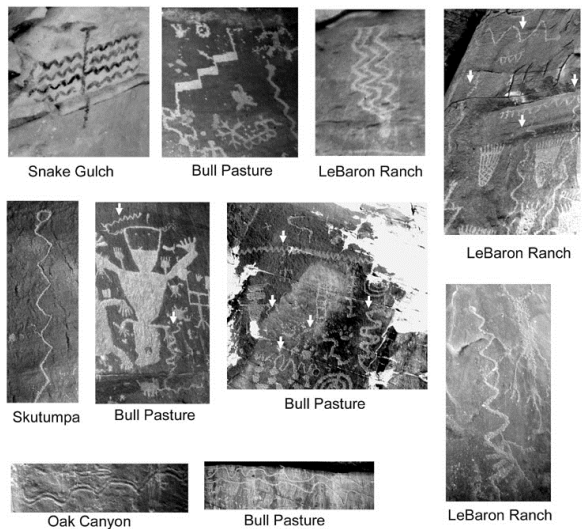 Snake Gulch
Bull Pasture
LeBaron Ranch
LeBaron Ranch
Skutumpa
Bull Pasture
Bull Pasture
LeBaron Ranch
Oak Canyon
Bull Pasture